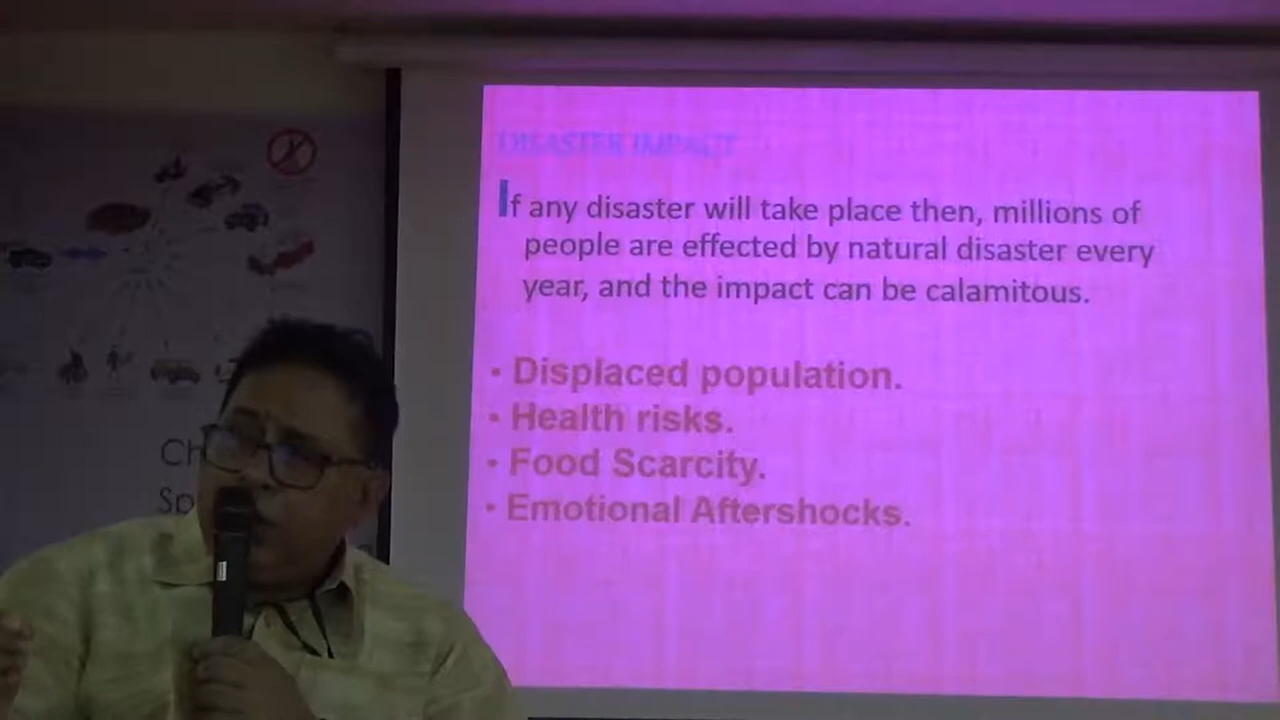 DISASTER IMPACT
If any disaster will take place then, millions of
people are effected by natural disaster every
year, and the impact can be calamitous.
• Displaced population.
• Health risks.
• Food Scarcity.
• Emotional Aftershocks.